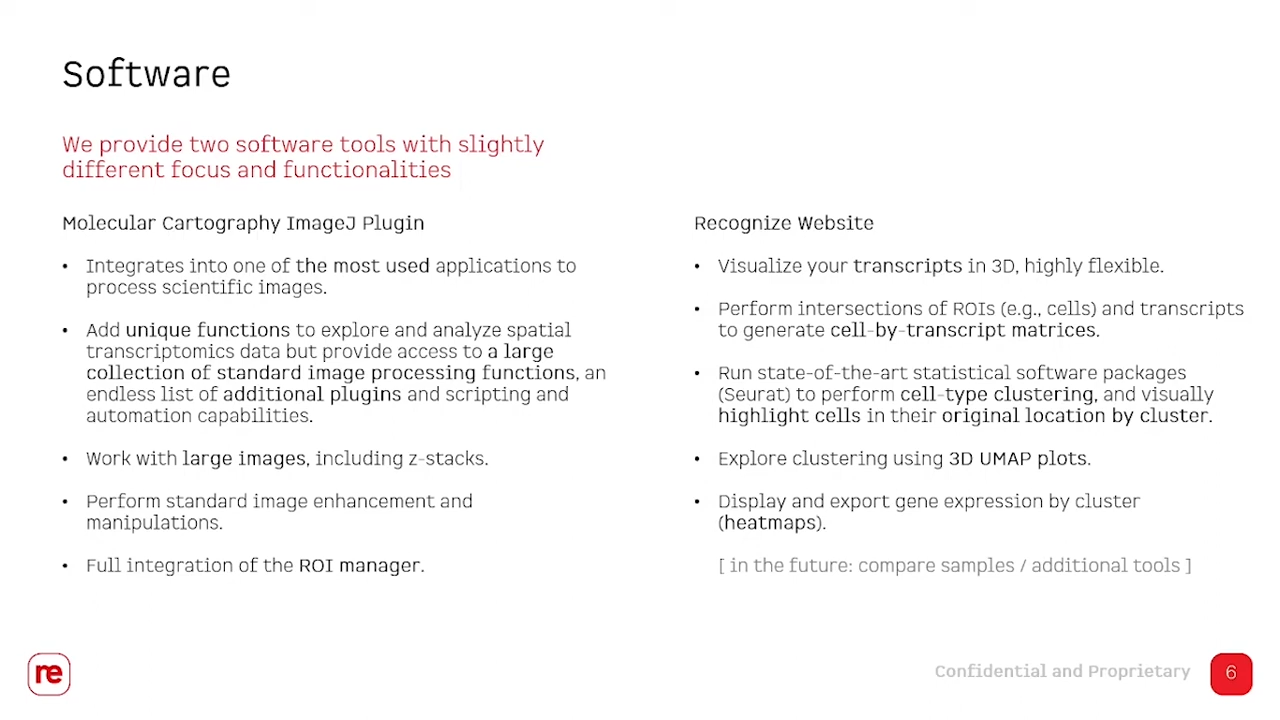 Software
We provide two software tools with slightly
different focus and functionalities
Molecular Cartography ImageJ Plugin
• Integrates into one of the most used applications to
process scientific images.
• Add unique functions to explore and analyze spatial
transcriptomics data but provide access to a large
collection of standard image processing functions, an
endless list of additional plugins and scripting and
automation capabilities.
• Work with large images, including z-stacks.
• Perform standard image enhancement and
manipulations.
• Full integration of the ROI manager.
Recognize Website
• Visualize your transcripts in 3D, highly flexible.
• Perform intersections of ROIs (e.g., cells) and transcripts
to generate cell-by-transcript matrices.
• Run state-of-the-art statistical software packages
(Seurat) to perform cell-type clustering, and visually
highlight cells in their original location by cluster.
• Explore clustering using 3D UMAP plots.
• Display and export gene expression by cluster
(heatmaps).
[ in the future: compare samples / additional tools ]
re
Confidential and Proprietary
6